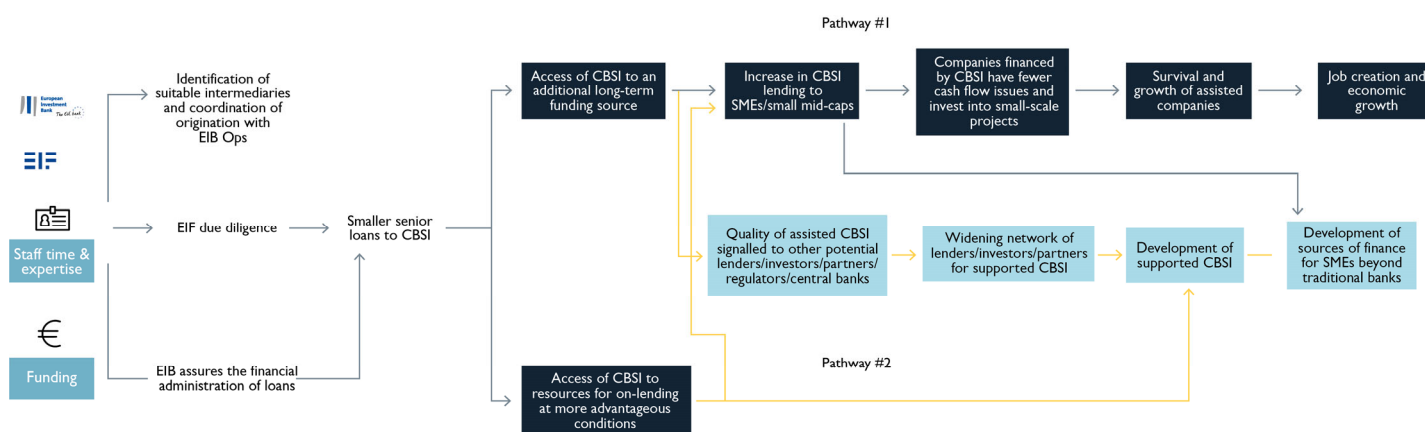 Pathway #1
European
Investment
Bank
The EIB bank
EIF
Staff time &
expertise
Funding
Identification of
suitable intermediaries
and coordination of
origination with
EIB Ops
EIF due diligence
EIB assures the financial
administration of loans
Smaller senior
loans to CBSI
Access of CBSI to an
additional long-term
funding source
Increase in CBSI
lending to
SMEs/small mid-caps
Companies financed
by CBSI have fewer
cash flow issues and
invest into small-scale
projects
Survival and
growth of assisted
companies
Job creation and
economic
growth
Quality of assisted CBSI
signalled to other potential
lenders/investors/partners/
regulators/central banks
Widening network of
lenders/investors/partners
for supported CBSI
Development of
supported CBSI
Development of
sources of finance
for SMEs beyond
traditional banks
Pathway #2
Access of CBSI to
resources for on-lending
at more advantageous
conditions